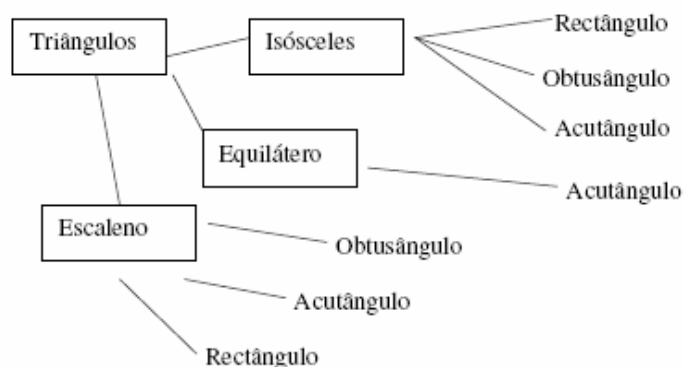 Triângulos
Isósceles
Rectângulo
Obtusângulo
Acutângulo
Equilátero
Acutângulo
Escaleno
Obtusângulo
Acutângulo
Rectângulo